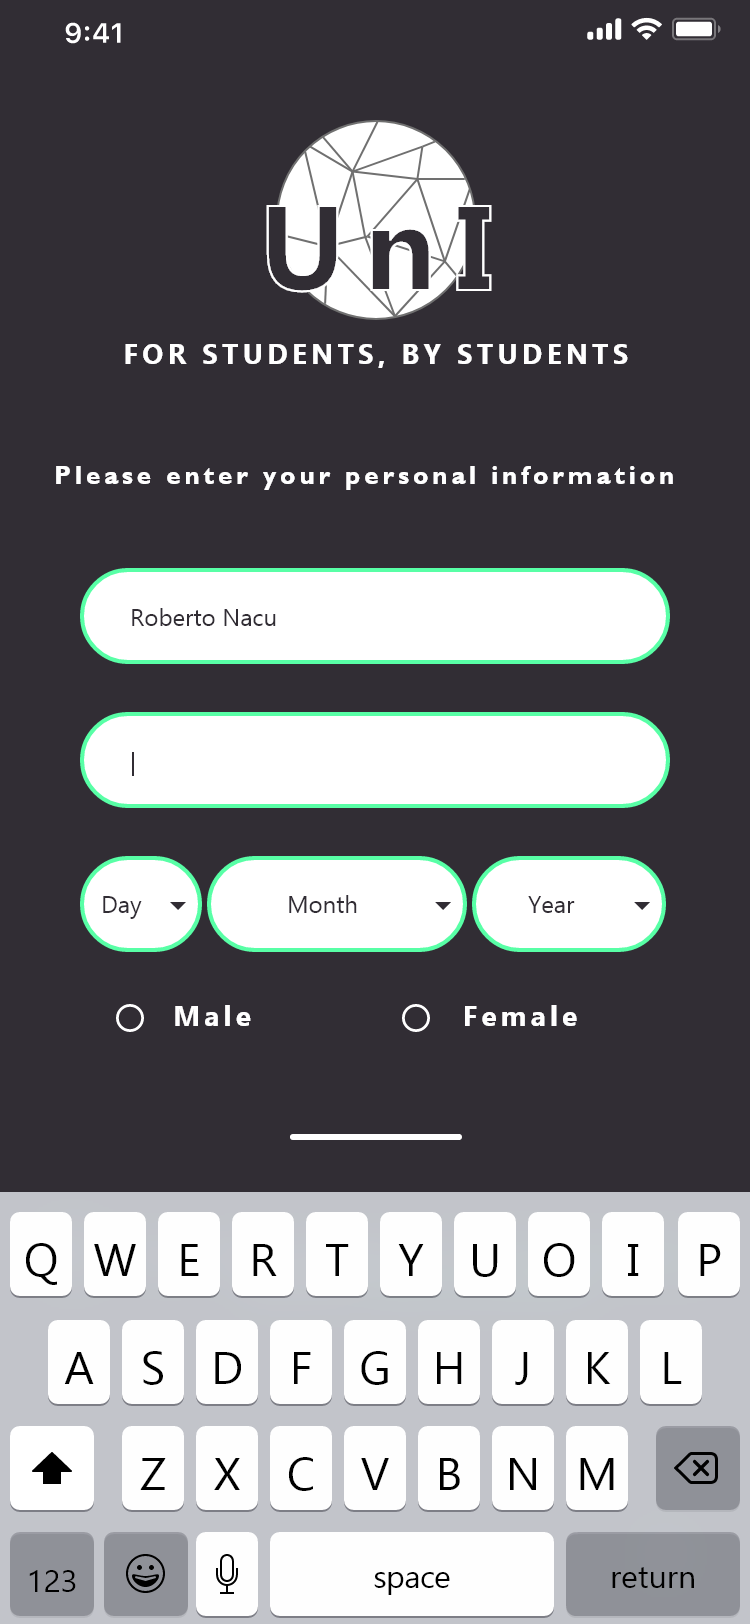 9:41
UnI
FOR STUDENTS, BY STUDENTS
Please enter your personal information
Roberto Nacu
Day Month Year
Male Female
Q W E R T Y U O I P
A S D F G H J K L
Z X C V B N M
123 space return